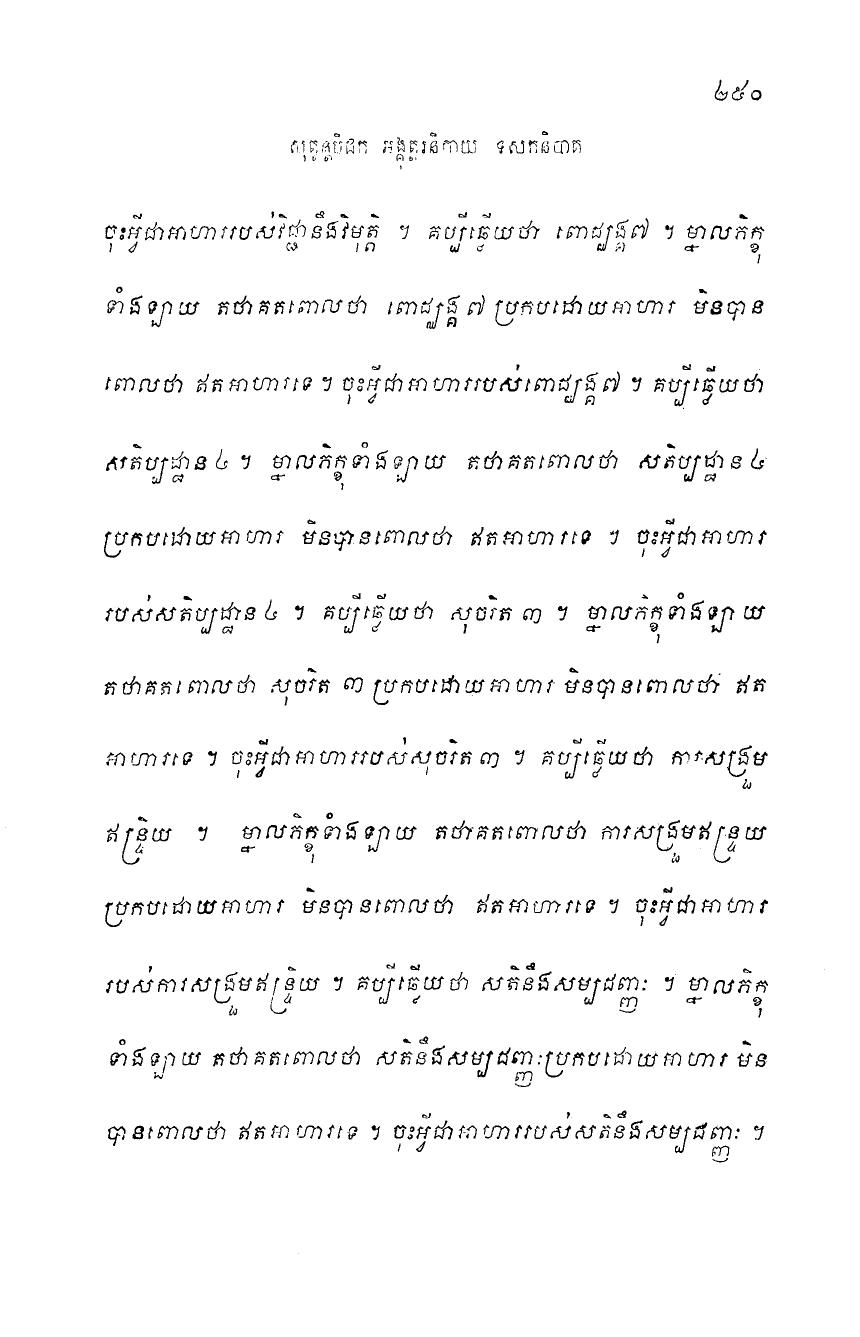 ២៥០
សុត្តន្តបិដក អង្គុត្តរនិកាយ ទសកនិបាត
ចុះអ្វីជាអាហាររបស់វិជ្ជានឹងវិមុត្តិ ។ គប្បីឆ្លើយថា ពោជ្ឈង្គ៧ ។ ម្នាលភិក្ខុ
ទាំងឡាយ តថាគតពោលថា ពោជ្ឈង្គ ៧ ប្រកបដោយអាហារ មិនបាន
ពោលថា ឥតអាហារទេ ។ ចុះអ្វីជាអាហាររបស់ពោជ្ឈង្គ៧ ។ គប្បីឆ្លើយថា
សតិប្បដ្ឋាន៤ ។ ម្នាលភិក្ខុទាំងឡាយ តថាគតពោលថា សតិប្បដ្ឋាន៤
ប្រកបដោយអាហារ មិនបានពោលថា ឥតអាហារទេ ។ ចុះអ្វីជាអាហារ
របស់សតិប្បដ្ឋាន៤ ។ គប្បីឆ្លើយថា សុចរិត ៣ ។ ម្នាលភិក្ខុទាំងឡាយ
តថាគតពោលថា សុចរិត ៣ ប្រកបដោយអាហារ មិនបានពោលថា ឥត
អាហារទេ ។ ចុះអ្វីជាអាហាររបស់សុចរិត៣ ។ គប្បីឆ្លើយថា ការសង្រួម
ឥន្ទ្រិយ ។ ម្នាលភិក្ខុទាំងឡាយ តថាគតពោលថា ការសង្រួមឥន្ទ្រិយ
ប្រកបដោយអាហារ មិនបានពោលថា ឥតអាហារទេ ។ ចុះអ្វីជាអាហារ
របស់ការសង្រួមឥន្ទ្រិយ ។ គប្បីឆ្លើយថា សតិនឹងសម្បជញ្ញៈ ។ ម្នាលភិក្ខុ
ទាំងឡាយ តថាគតពោលថា សតិនឹងសម្បជញ្ញៈប្រកបដោយអាហារ មិន
បានពោលថា ឥតអាហារទេ ។ ចុះអ្វីជាអាហាររបស់សតិនឹងសម្បជញ្ញៈ ។